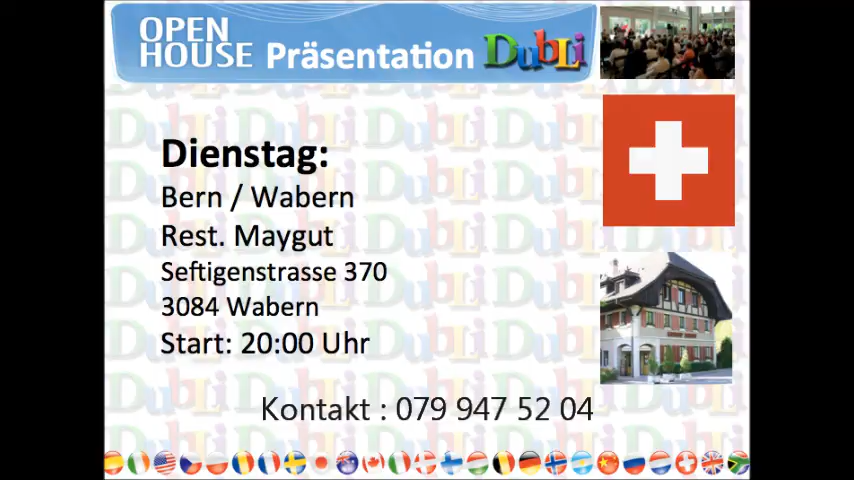 OPEN
HOUSE Präsentation DubLi
Dienstag:
Bern / Wabern
Rest. Maygut
Seftigenstrasse 370
3084 Wabern
Start: 20:00 Uhr
Kontakt : 079 947 52 04